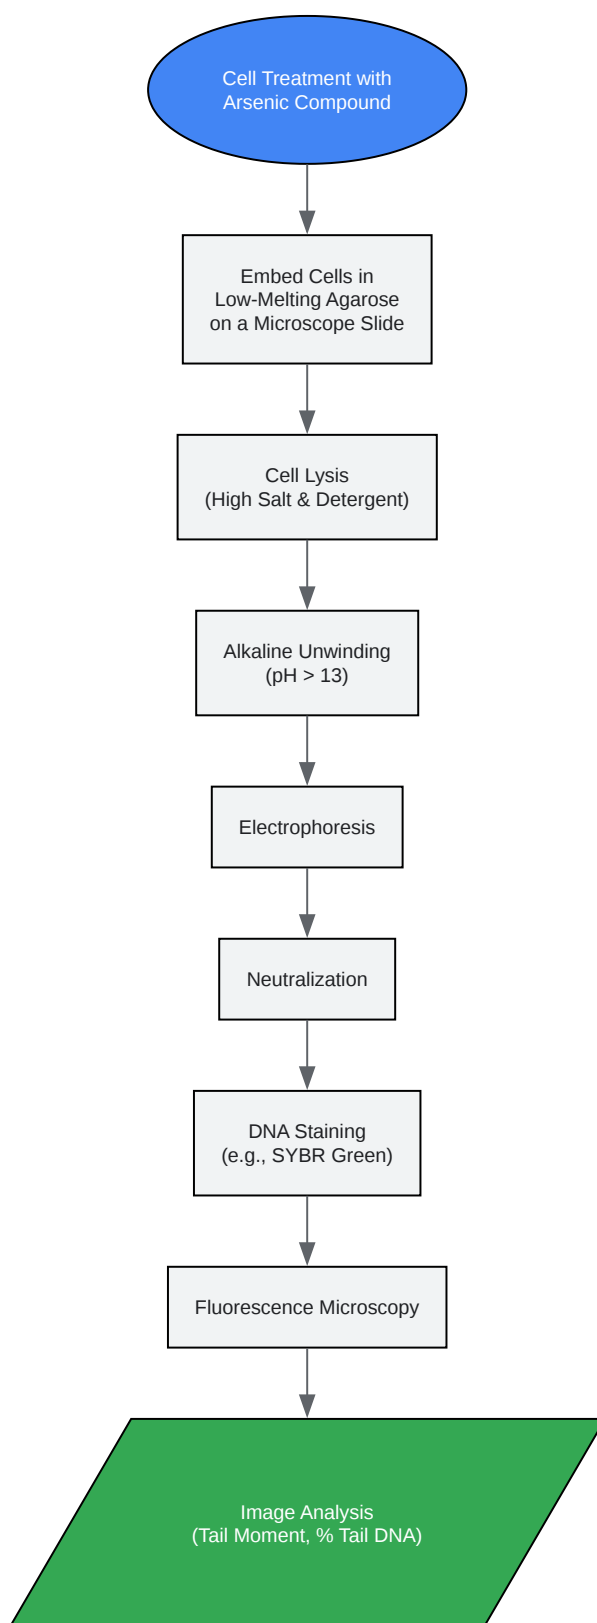 Cell Treatment with
Arsenic Compound
Embed Cells in
Low-Melting Agarose
on a Microscope Slide
Cell Lysis
(High Salt & Detergent)
Alkaline Unwinding
(pH > 13)
Electrophoresis
Neutralization
DNA Staining
(e.g., SYBR Green)
Fluorescence Microscopy
Image Analysis
(Tail Moment, % Tail DNA)